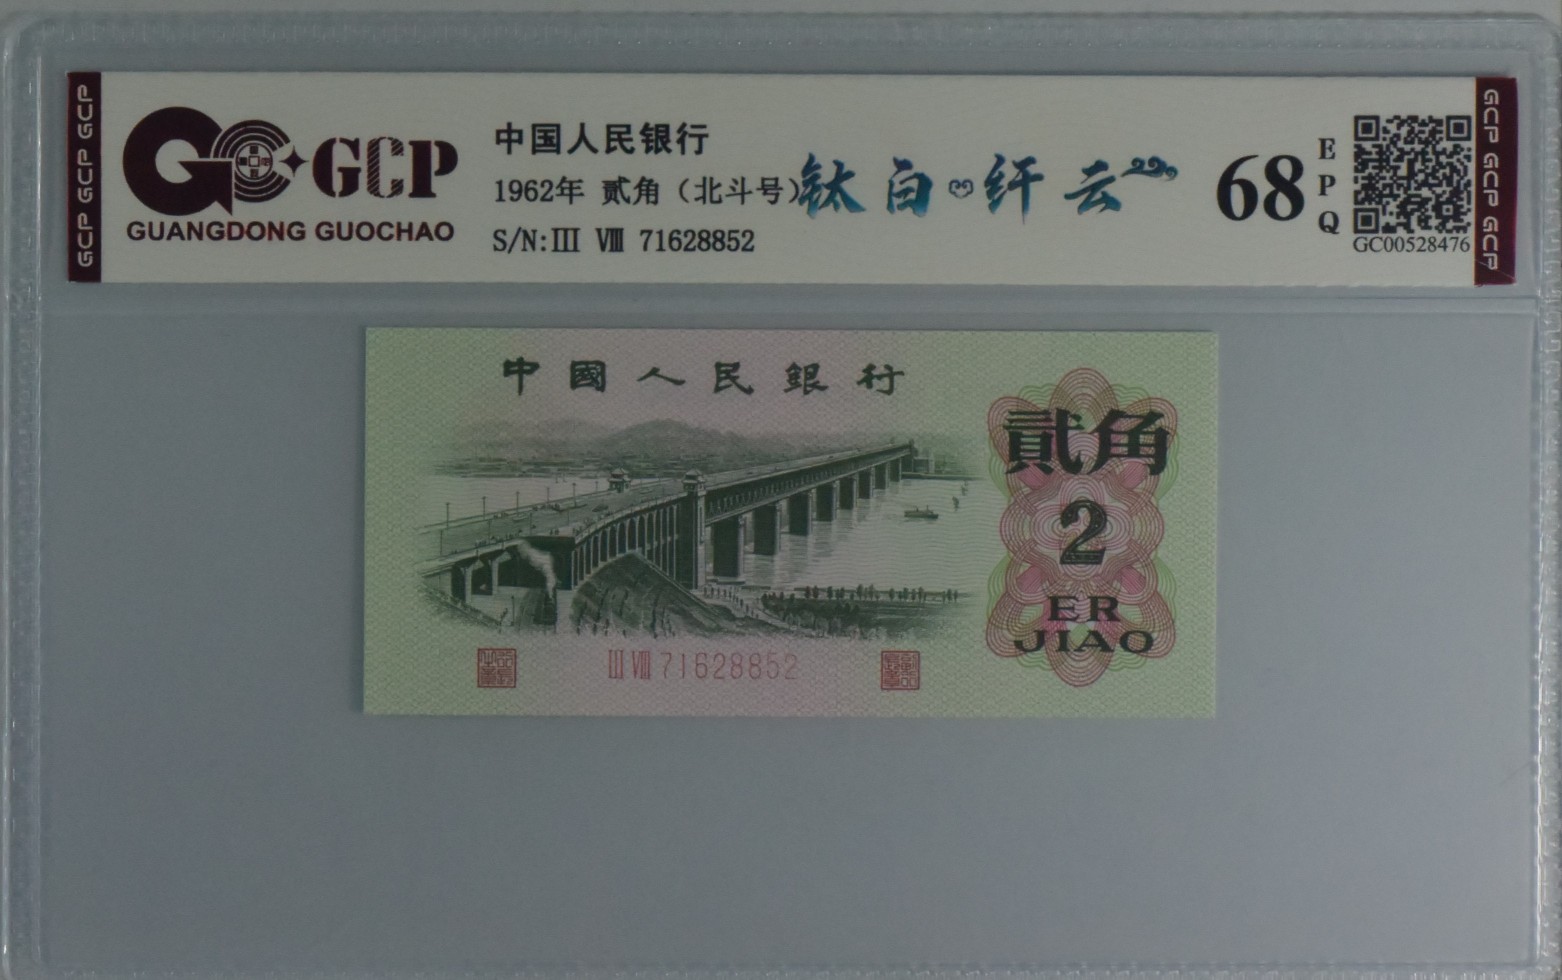 GCP GCP GCP
GCP
GUANGDONG GUOCHAO
中国人民银行
1962年 贰角（北斗号）
钛白·纤云
S/N:III VIII 71628852
68
EPQ
GC00528476
GCP GCP GCP
中國人民銀行
貳角
2
ER
JIAO
III VIII 71628852